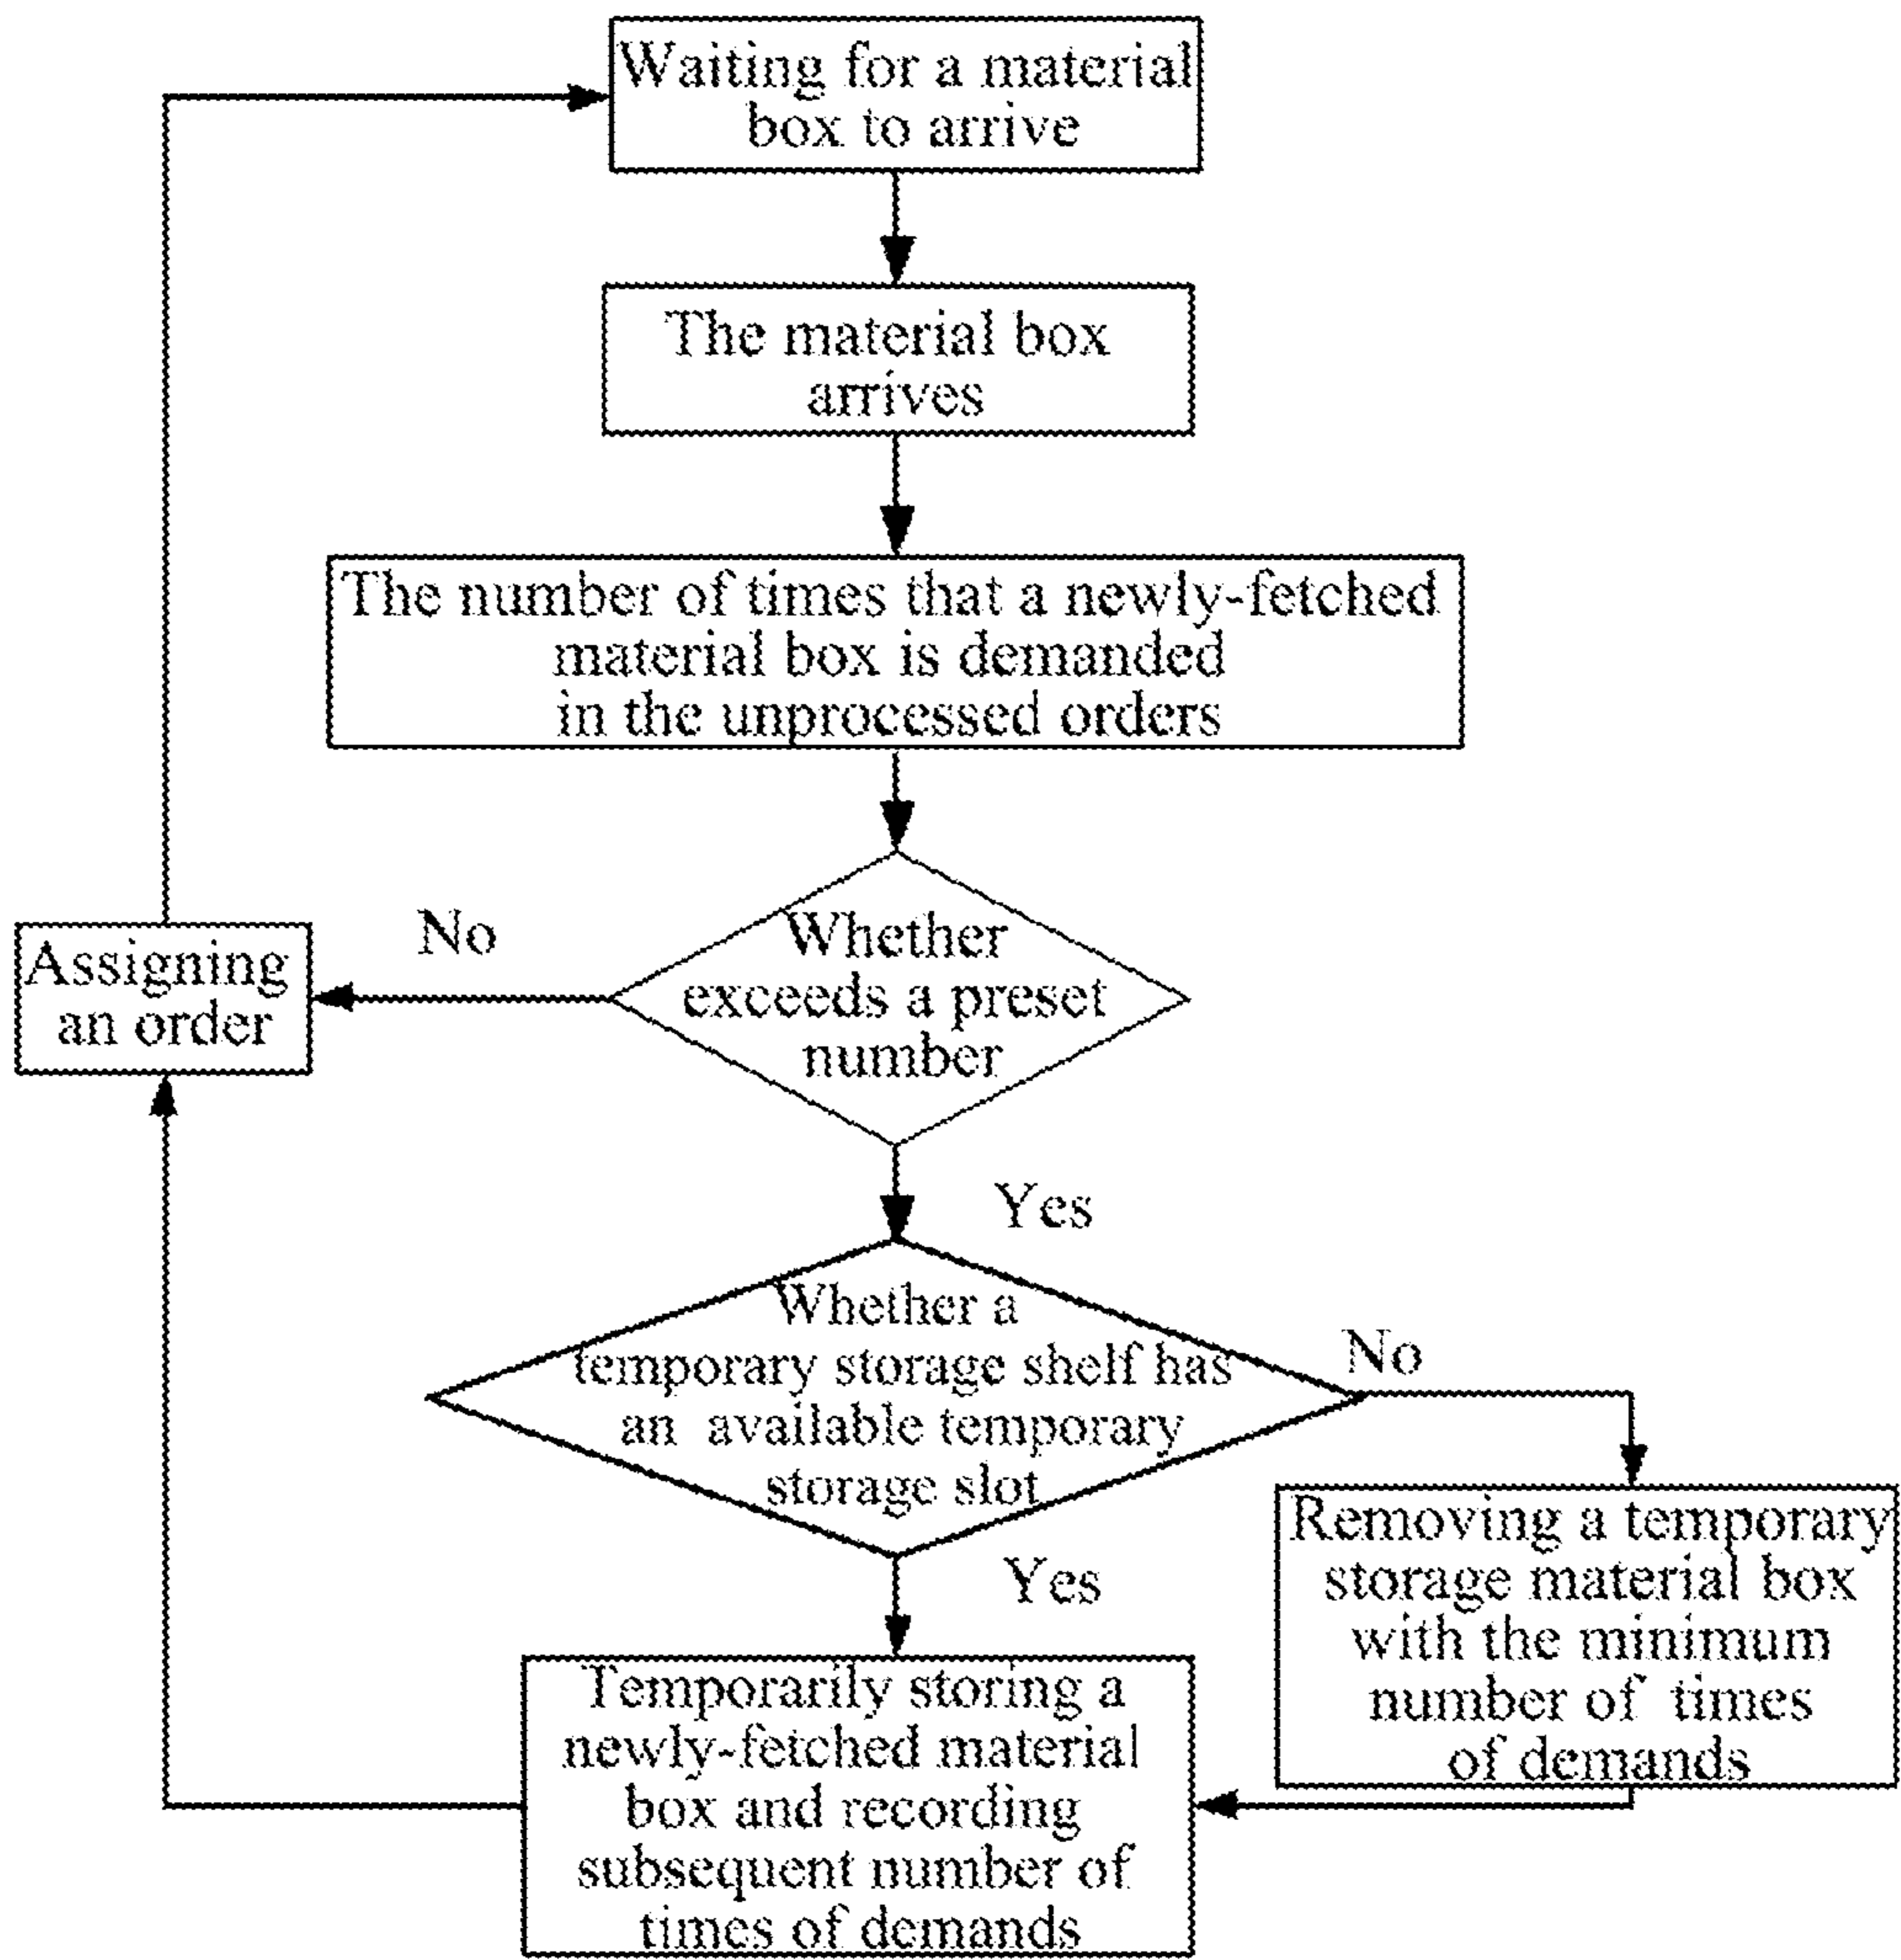 Waiting for a material
box to arrive
The material box
arrives
The number of times that a newly-fetched
material box is demanded
in the unprocessed orders
Whether
exceeds a preset
number
No
Assigning
an order
Yes
Whether a
temporary storage shelf has
an available temporary
storage slot
No
Removing a temporary
storage material box
with the minimum
number of times
of demands
Yes
Temporarily storing a
newly-fetched material
box and recording
subsequent number of
times of demands